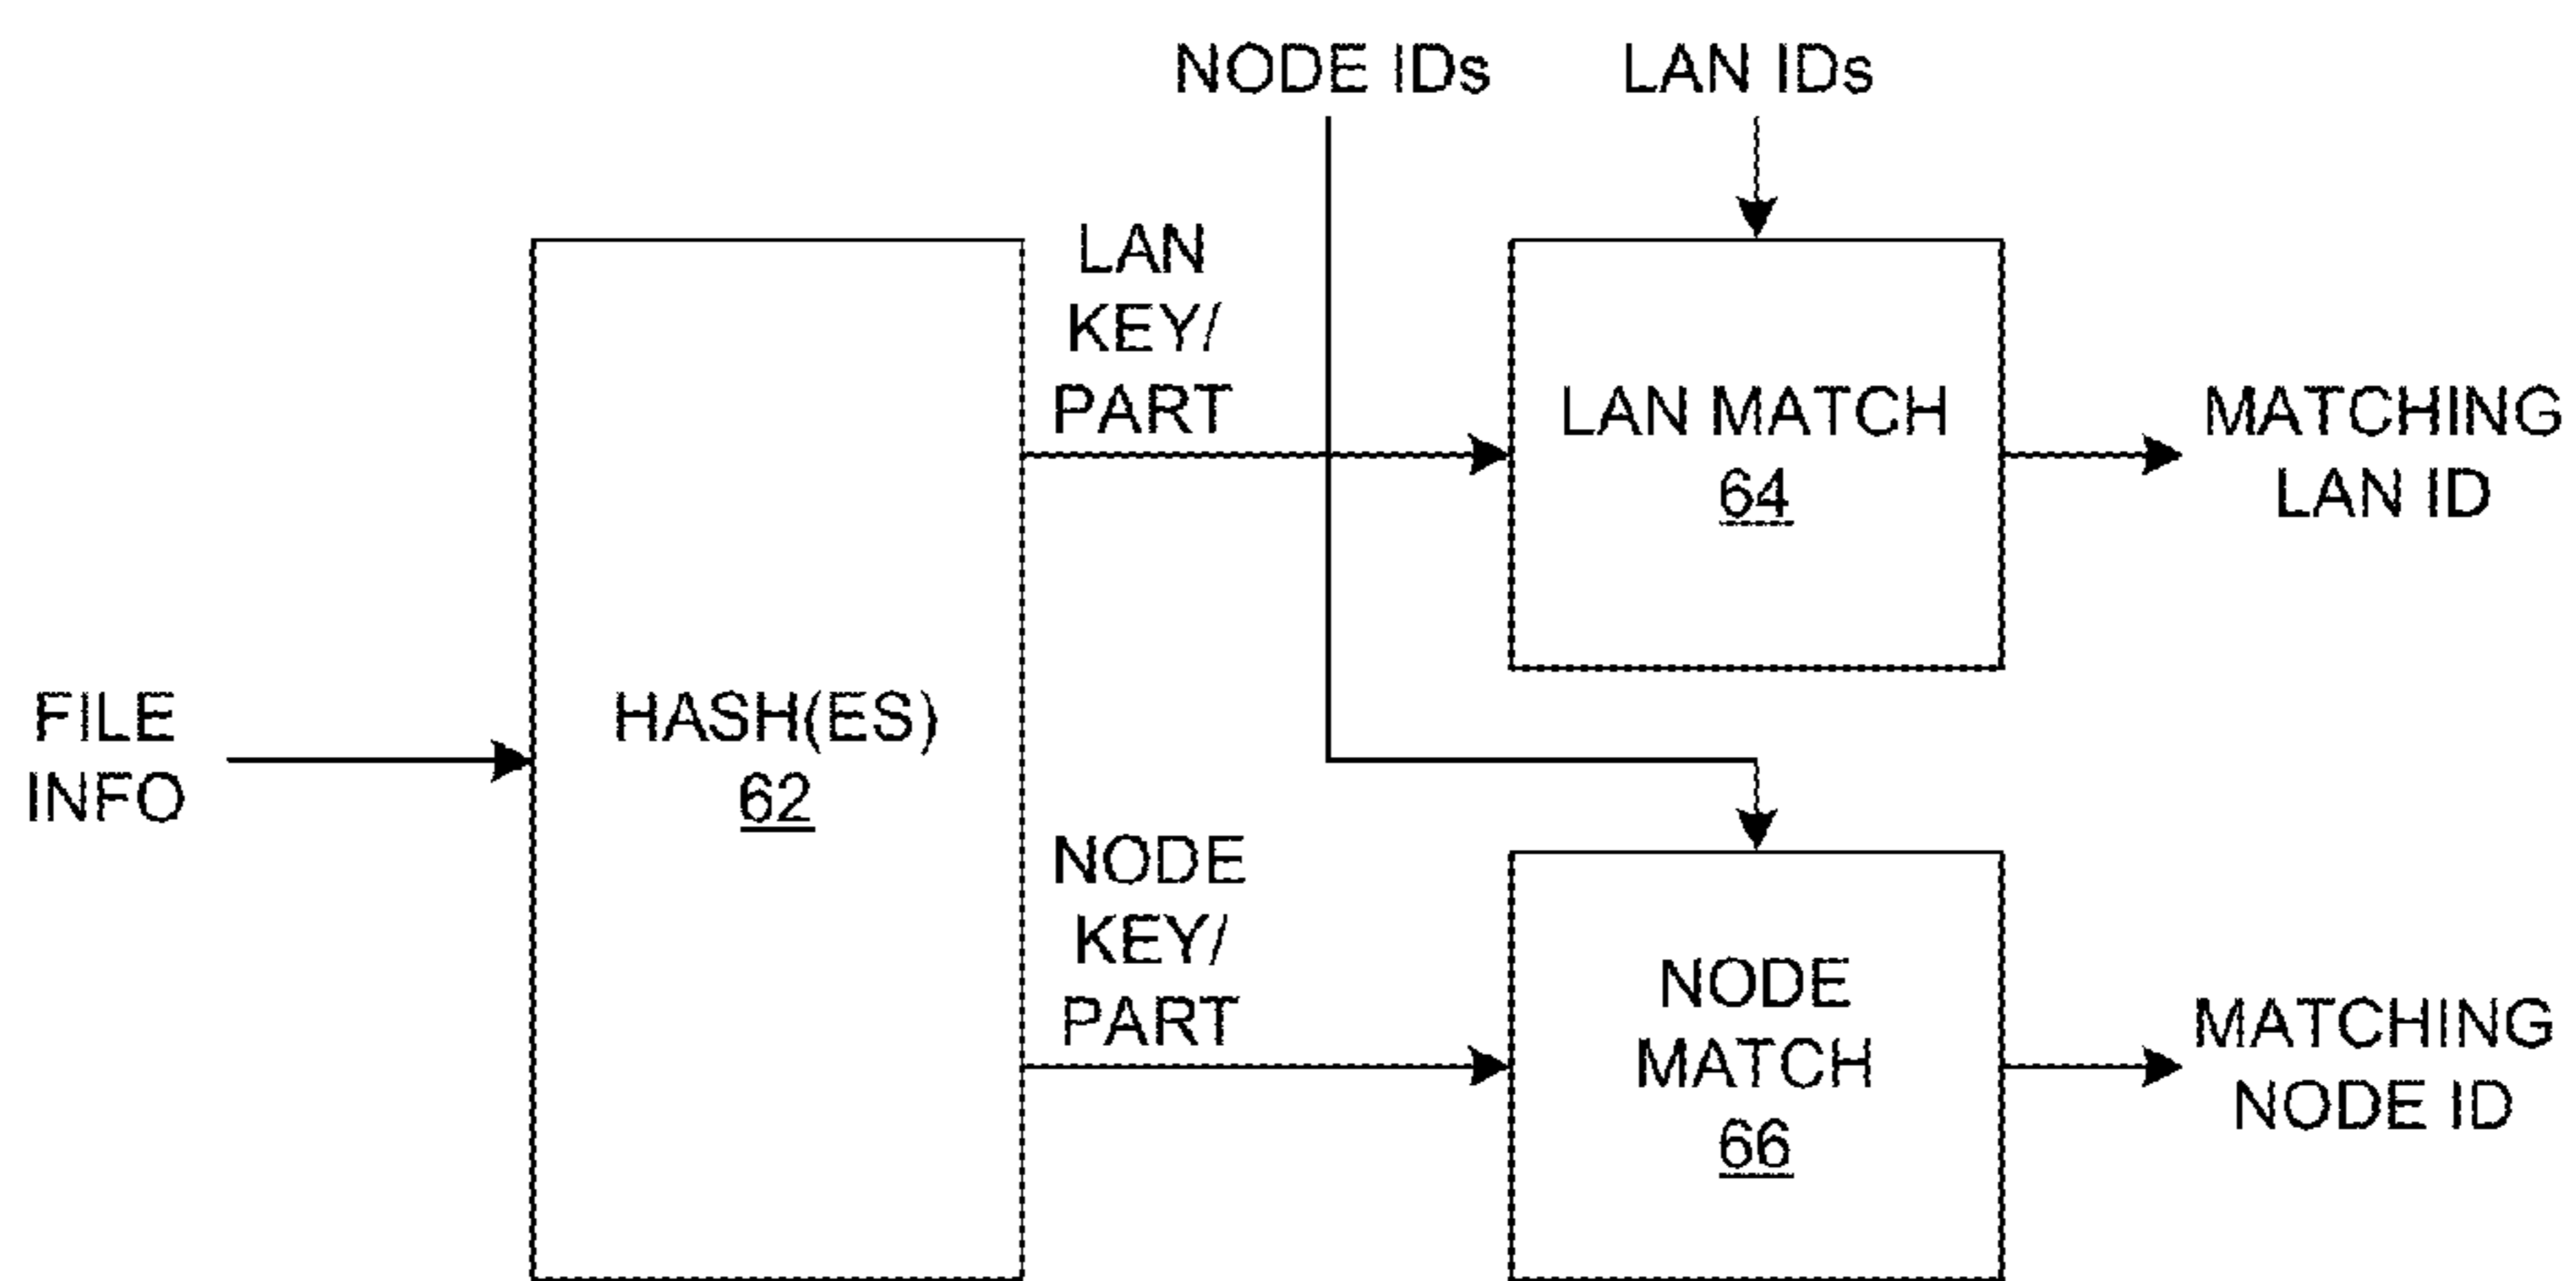 NODE IDs
LAN IDs
LAN
KEY/
PART
LAN MATCH
64
MATCHING
LAN ID
FILE
INFO
HASH(ES)
62
NODE
KEY/
PART
NODE
MATCH
66
MATCHING
NODE ID